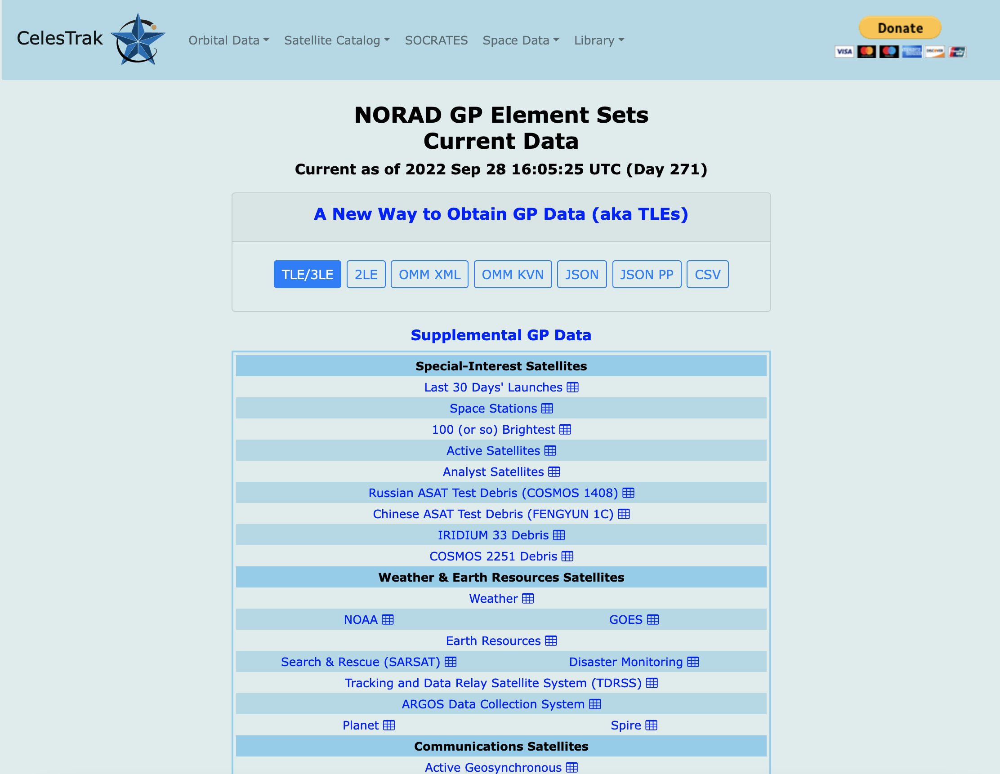 CelesTrak
Orbital Data
Satellite Catalog
SOCRATES
Space Data
Library
Donate
VISA
DISCOVER
NORAD GP Element Sets
Current Data
Current as of 2022 Sep 28 16:05:25 UTC (Day 271)
A New Way to Obtain GP Data (aka TLEs)
TLE/3LE 2LE OMM XML OMM KVN JSON JSON PP CSV
Supplemental GP Data
Special-Interest Satellites
Last 30 Days' Launches
Space Stations
100 (or so) Brightest
Active Satellites
Analyst Satellites
Russian ASAT Test Debris (COSMOS 1408)
Chinese ASAT Test Debris (FENGYUN 1C)
IRIDIUM 33 Debris
COSMOS 2251 Debris
Weather & Earth Resources Satellites
Weather
NOAA GOES
Earth Resources
Search & Rescue (SARSAT) Disaster Monitoring
Tracking and Data Relay Satellite System (TDRSS)
ARGOS Data Collection System
Planet Spire
Communications Satellites
Active Geosynchronous